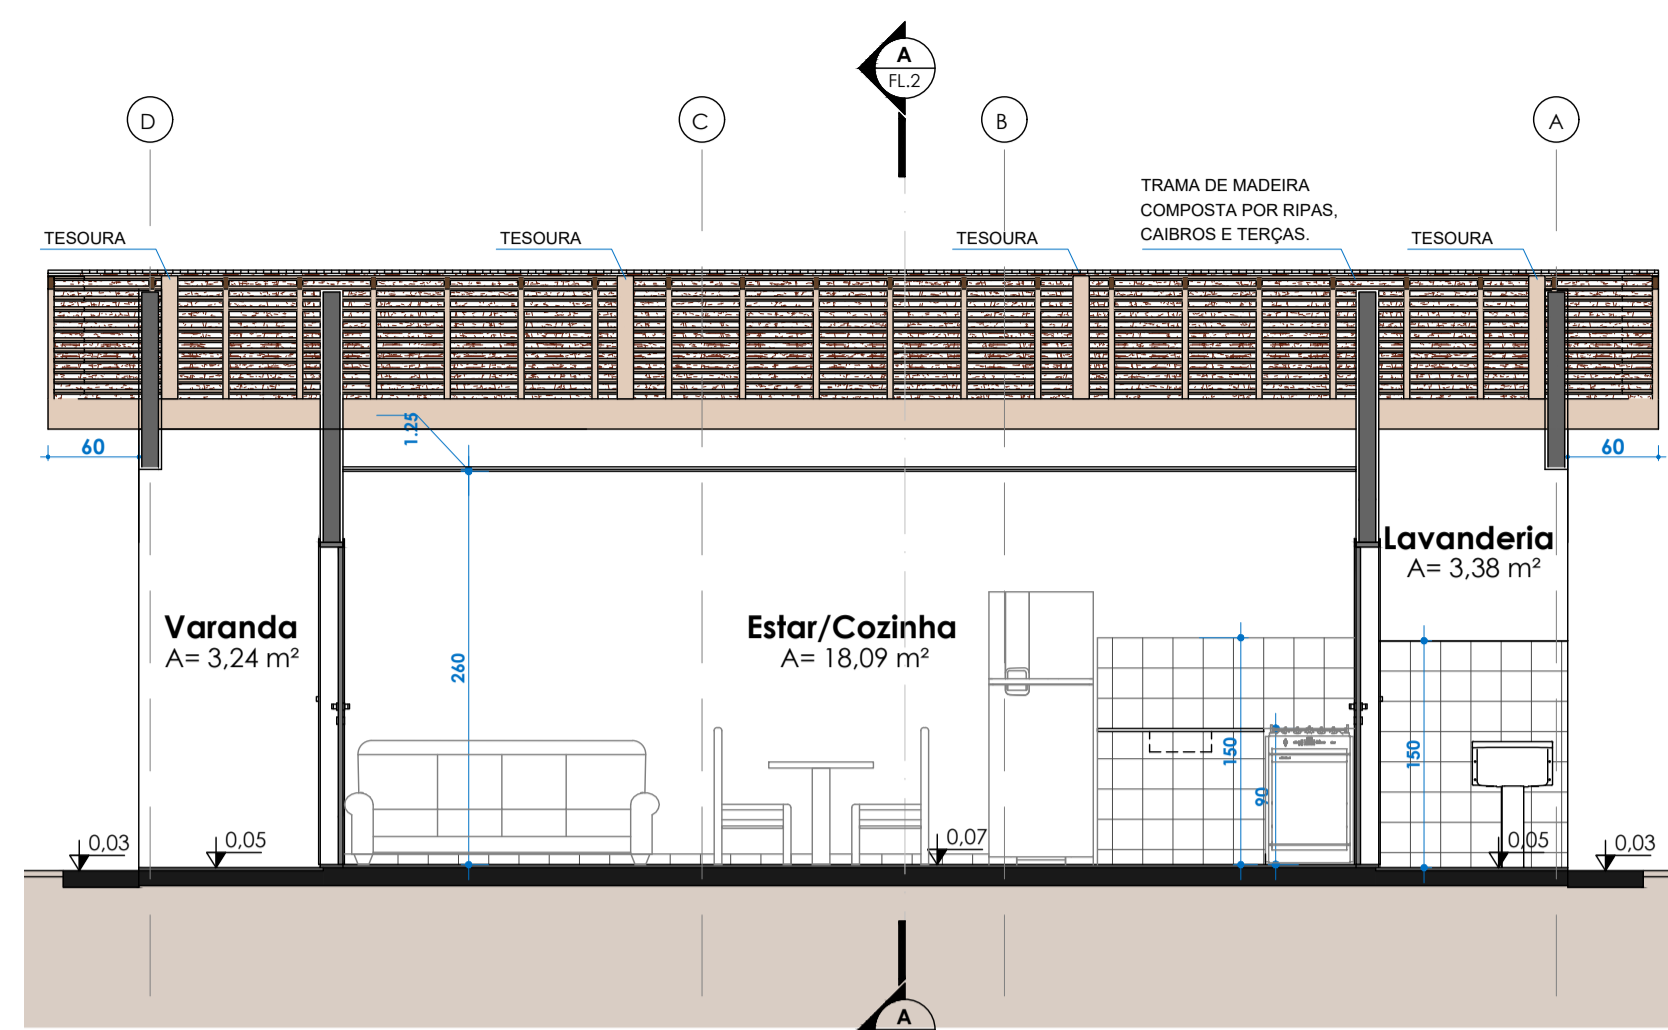 A
FL.2
D
C
B
A
TRAMA DE MADEIRA
COMPOSTA POR RIPAS,
CAIBROS E TERÇAS.
TESOURA
TESOURA
TESOURA
TESOURA
1.25
60
60
Lavanderia
A= 3,38 m²
Varanda
A= 3,24 m²
Estar/Cozinha
A= 18,09 m²
260
150
150
90
0,03
0,05
0,07
0,05
0,03
A